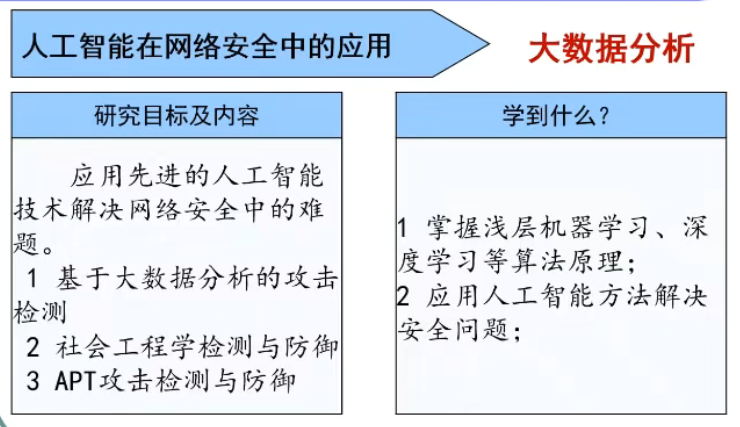 人工智能在网络安全中的应用
大数据分析
研究目标及内容
应用先进的人工智能
技术解决网络安全中的难
题。
1 基于大数据分析的攻击
检测
2 社会工程学检测与防御
3 APT攻击检测与防御
学到什么?
1 掌握浅层机器学习、深
度学习等算法原理;
2 应用人工智能方法解决
安全问题;